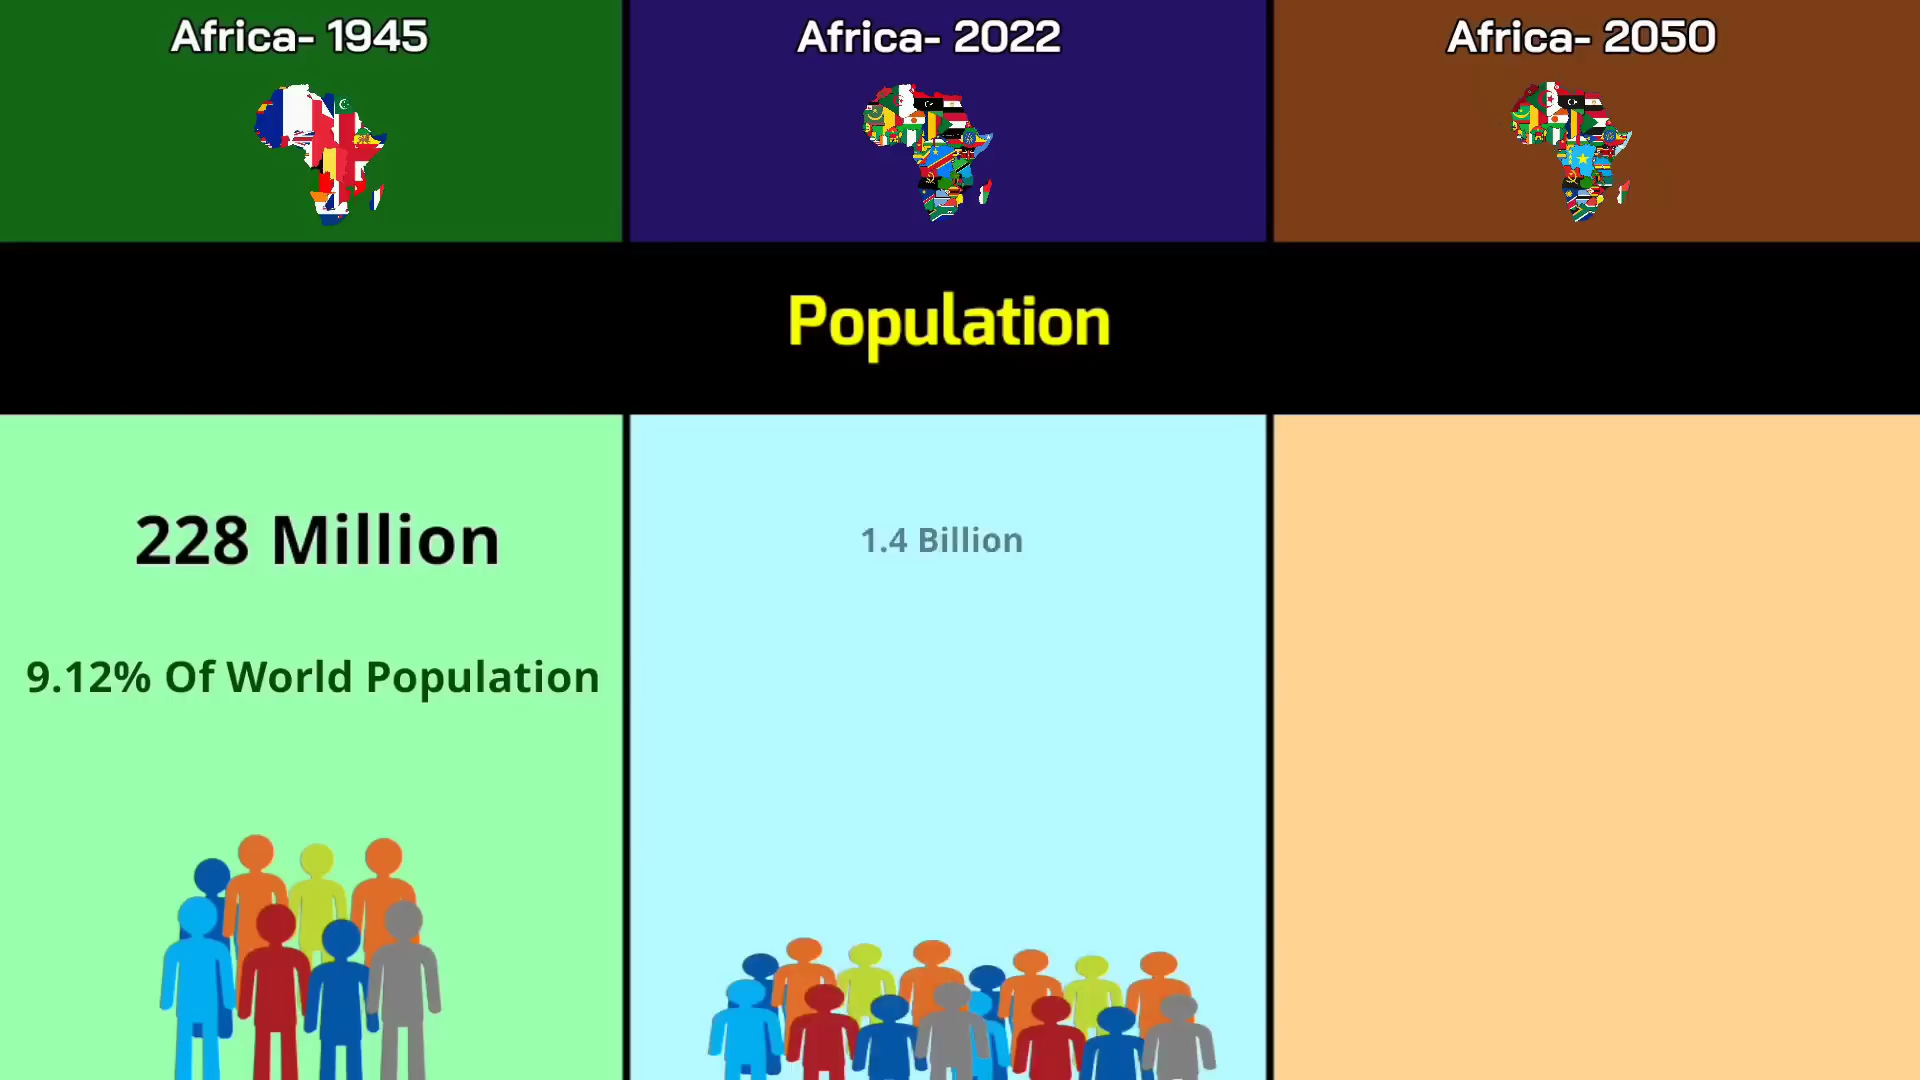 Africa- 1945
Africa- 2022
Africa- 2050
Population
228 Million
9.12% Of World Population
1.4 Billion